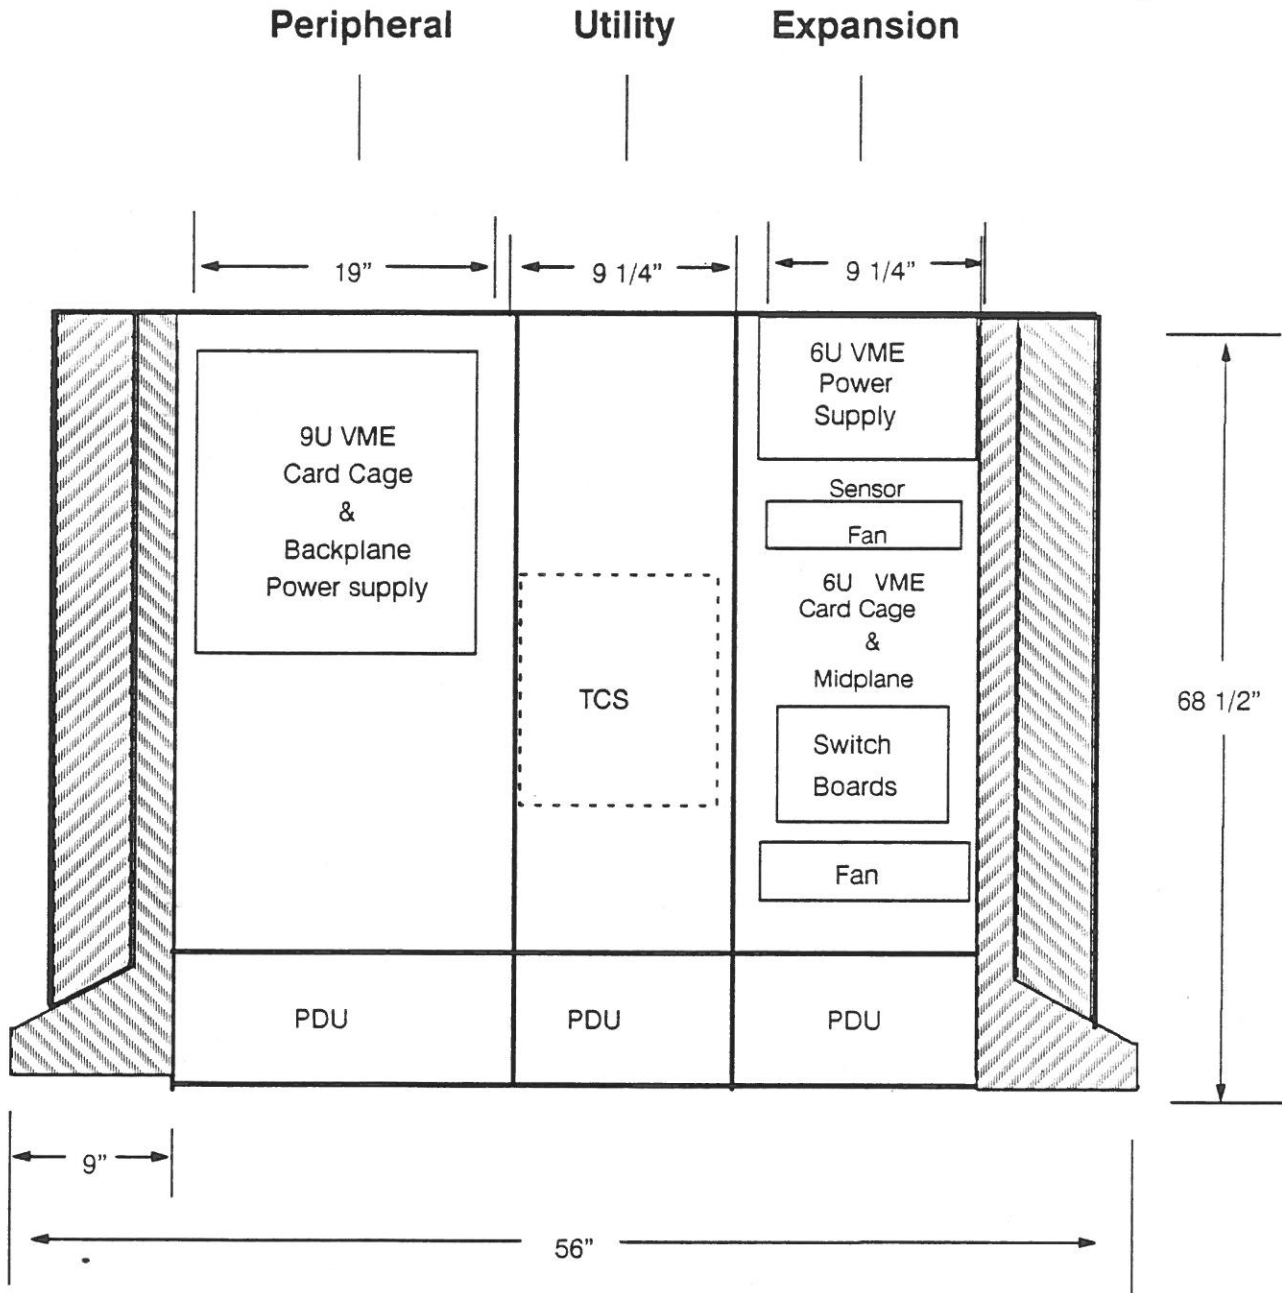 Peripheral Utility Expansion
19” 9 1/4” 9 1/4”
9U VME
Card Cage
&
Backplane
Power supply
TCS
6U VME
Power
Supply
Sensor
Fan
6U VME
Card Cage
&
Midplane
Switch
Boards
Fan
68 1/2”
PDU PDU PDU
9”
56”